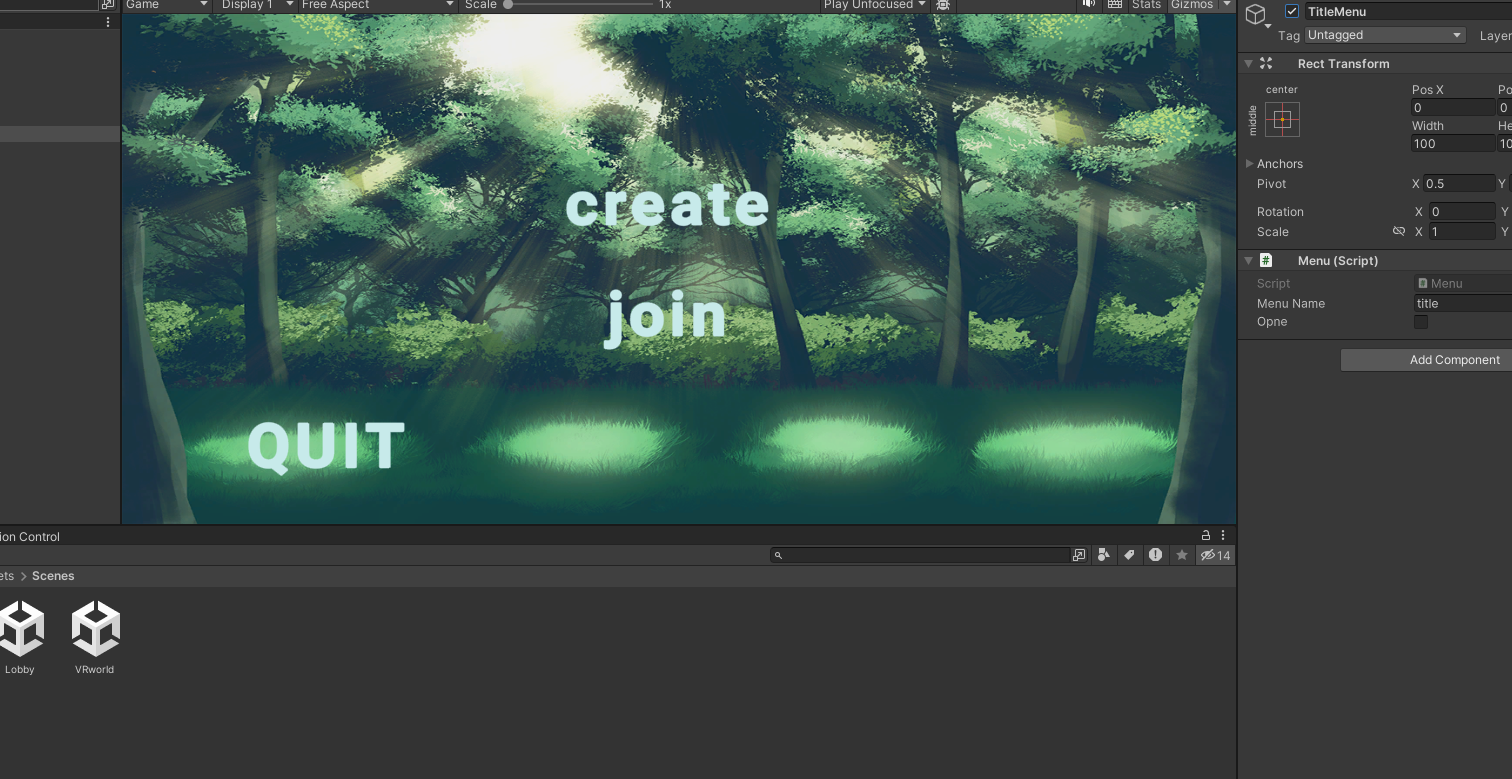 Game Display 1 Free Aspect Scale 1x Play Unfocused Stats Gizmos
TitleMenu
Tag Untagged Layer
Rect Transform
center
middle
Pos X Po
0 0
Width He
100 10
Anchors
Pivot X 0.5 Y
Rotation X 0 Y
Scale X 1 Y
Menu (Script)
Script # Menu
Menu Name title
Opne
Add Component
create
join
QUIT
ion Control
14
ets > Scenes
Lobby VRworld